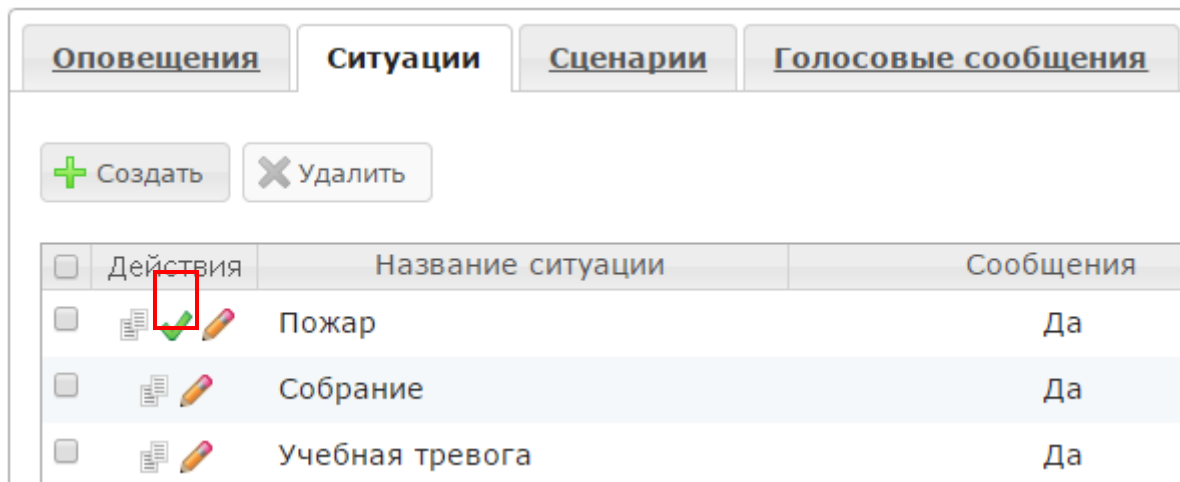 Оповещения Ситуации Сценарии Голосовые сообщения
Создать Удалить
Действия Название ситуации Сообщения
Пожар Да
Собрание Да
Учебная тревога Да